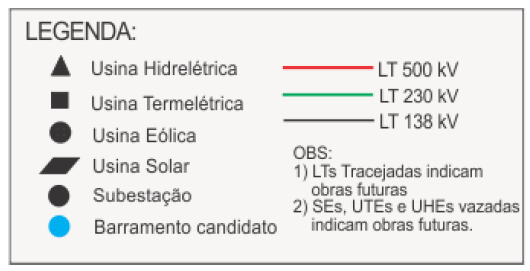 LEGENDA:
Usina Hidrelétrica
Usina Termelétrica
Usina Eólica
Usina Solar
Subestação
Barramento candidato
LT 500 kV
LT 230 kV
LT 138 kV
OBS:
1) LTs Tracejadas indicam
obras futuras
2) SEs, UTEs e UHEs vazadas
indicam obras futuras.